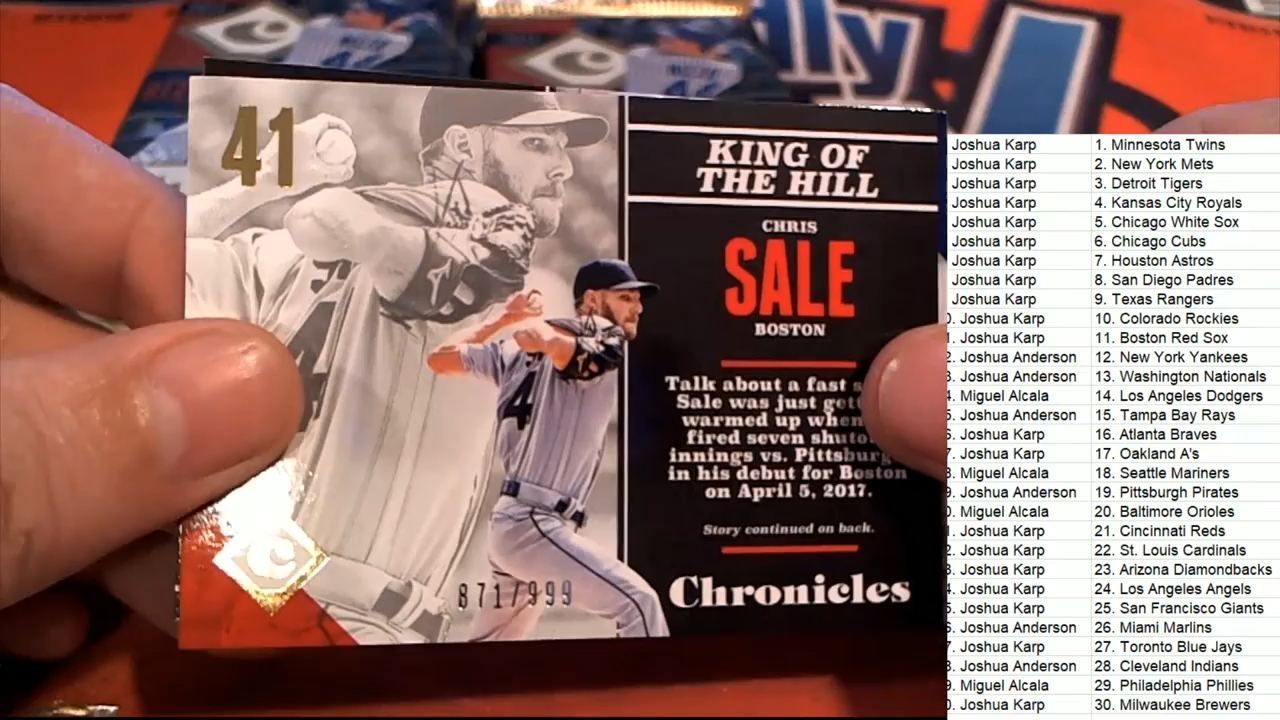 41
KING OF
THE HILL
CHRIS
SALE
BOSTON
Talk about a fast
Sale was just
warmed up when
fired seven
innings vs.
in his debut for Boston
on April 5, 2017.
Story continued on back.
Chronicles
871/999
Joshua Karp 1. Minnesota Twins
Joshua Karp 2. New York Mets
Joshua Karp 3. Detroit Tigers
Joshua Karp 4. Kansas City Royals
Joshua Karp 5. Chicago White Sox
Joshua Karp 6. Chicago Cubs
Joshua Karp 7. Houston Astros
Joshua Karp 8. San Diego Padres
Joshua Karp 9. Texas Rangers
Joshua Karp 10. Colorado Rockies
Joshua Karp 11. Boston Red Sox
Joshua Anderson 12. New York Yankees
Joshua Anderson 13. Washington Nationals
Miguel Alcala 14. Los Angeles Dodgers
Joshua Anderson 15. Tampa Bay Rays
Joshua Karp 16. Atlanta Braves
Joshua Karp 17. Oakland A's
Miguel Alcala 18. Seattle Mariners
Joshua Anderson 19. Pittsburgh Pirates
Miguel Alcala 20. Baltimore Orioles
Joshua Karp 21. Cincinnati Reds
Joshua Karp 22. St. Louis Cardinals
Joshua Karp 23. Arizona Diamondbacks
Joshua Karp 24. Los Angeles Angels
Joshua Karp 25. San Francisco Giants
Joshua Anderson 26. Miami Marlins
Joshua Karp 27. Toronto Blue Jays
Joshua Anderson 28. Cleveland Indians
Miguel Alcala 29. Philadelphia Phillies
Joshua Karp 30. Milwaukee Brewers